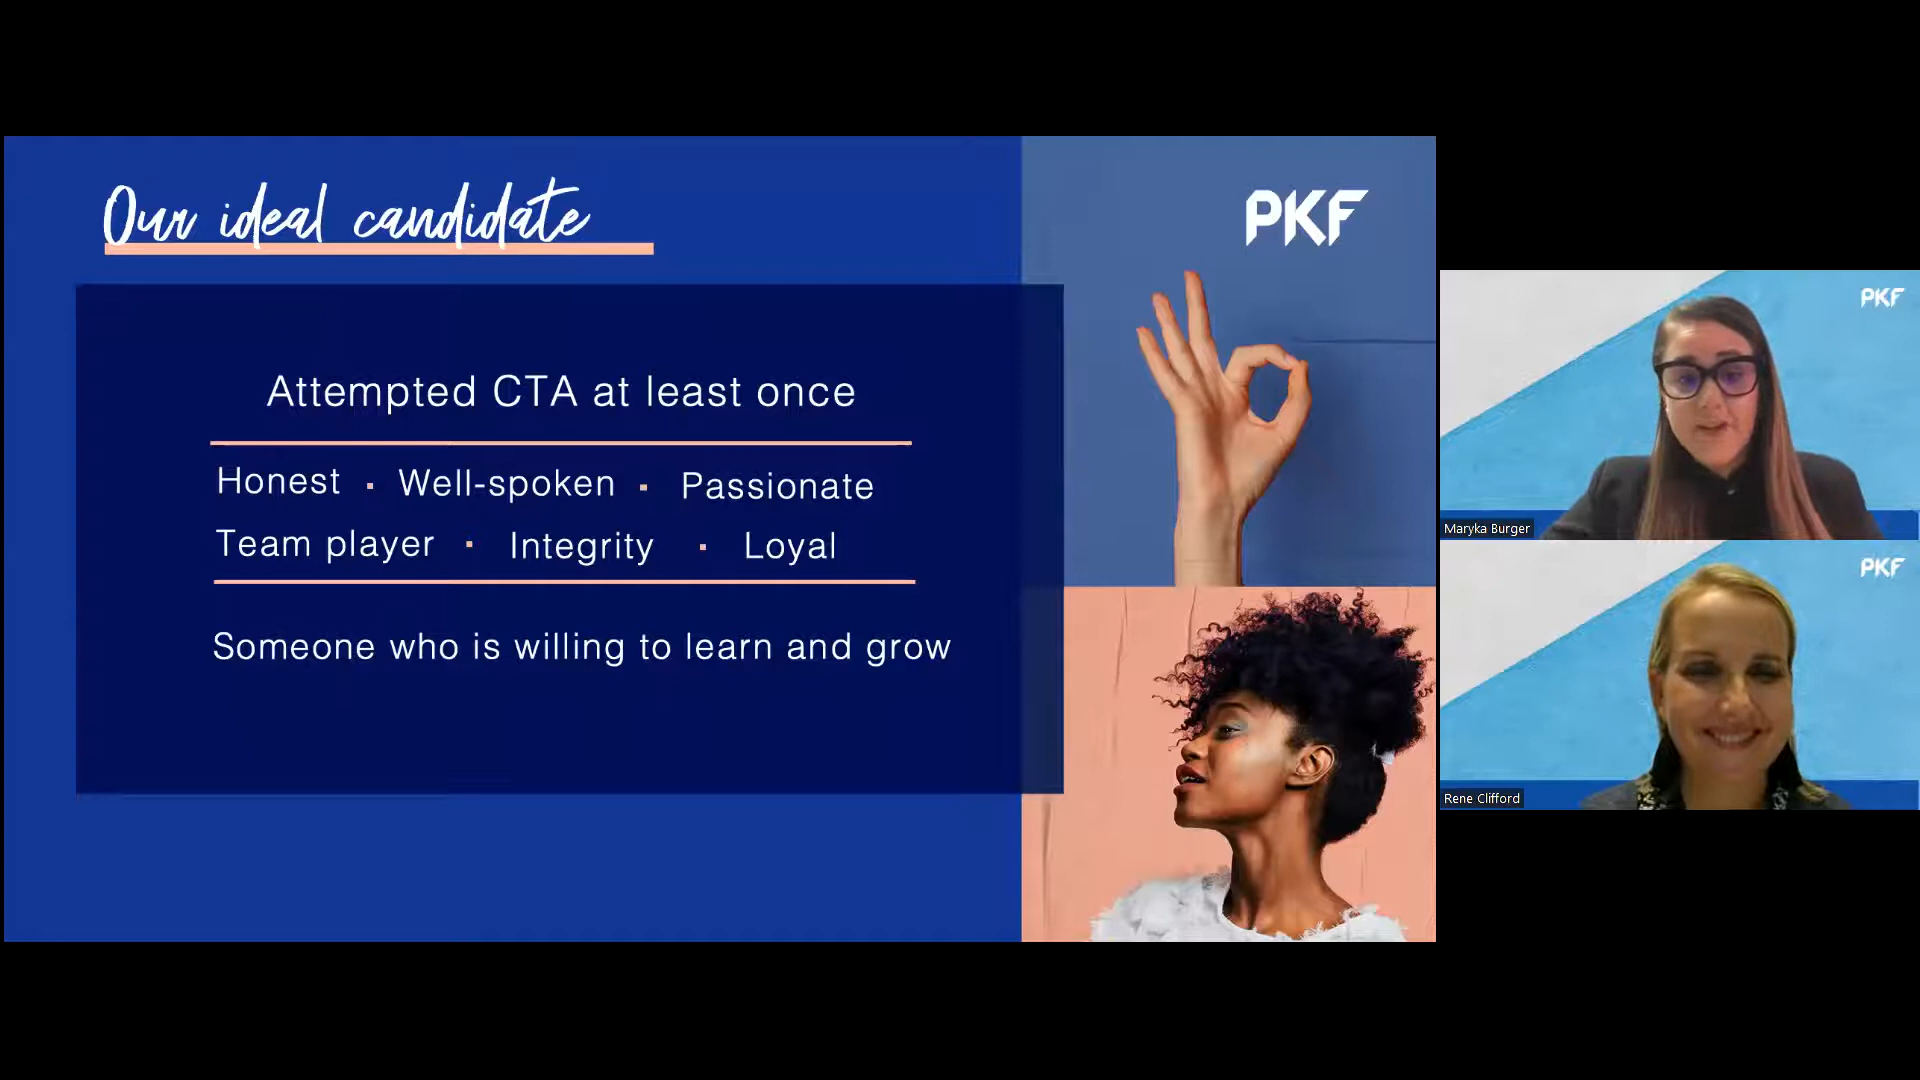 Our ideal candidate
PKF
Attempted CTA at least once
Honest · Well-spoken · Passionate
Team player · Integrity · Loyal
Someone who is willing to learn and grow
PKF
Maryka Burger
PKF
Rene Clifford